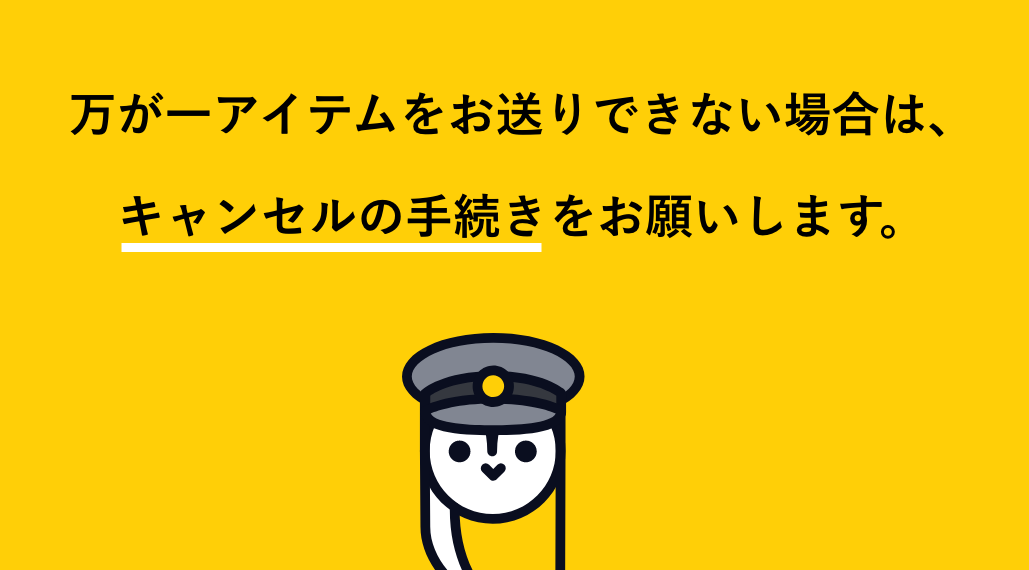 万が一アイテムをお送りできない場合は、
キャンセルの手続きをお願いします。